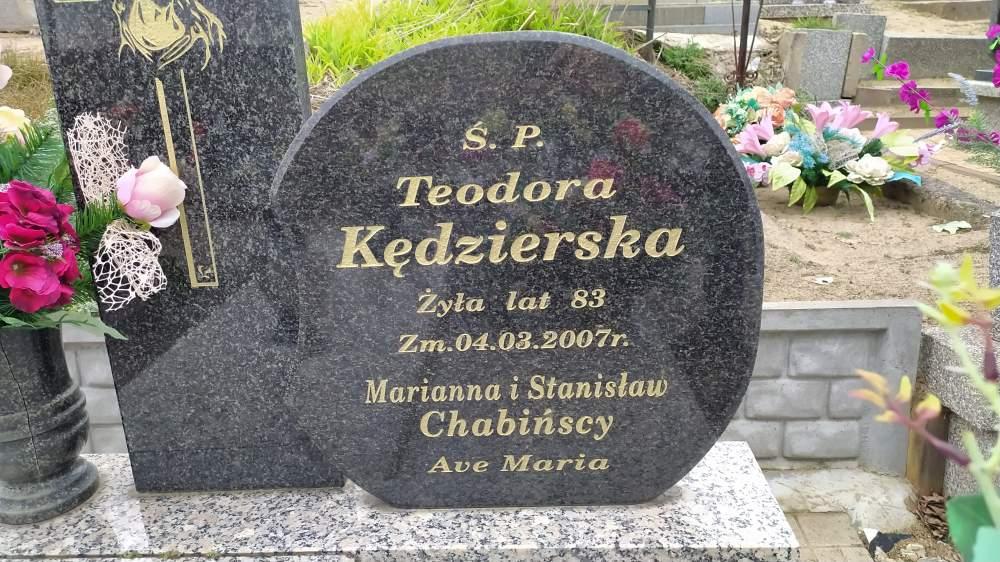 Ś. P.
Teodora
Kędzierska
Żyła lat 83
Zm.04.03.2007r.
Marianna i Stanisław
Chabińscy
Ave Maria